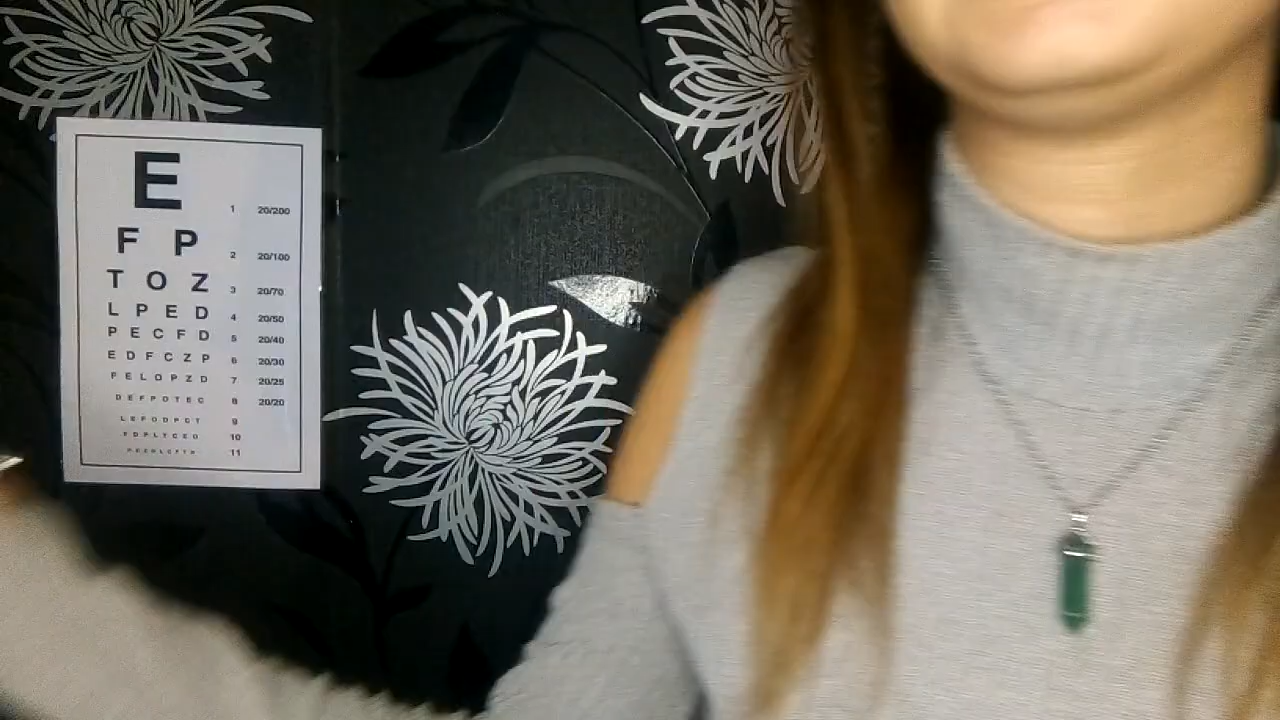 E 1 20/200
F P 2 20/100
T O Z 3 20/70
L P E D 4 20/50
P E C F D 5 20/40
E D F C Z P 6 20/30
F E L O P Z D 7 20/25
D E F P O T E C 8 20/20
L E F O D P C T 9
F D P L T C E O 10
11